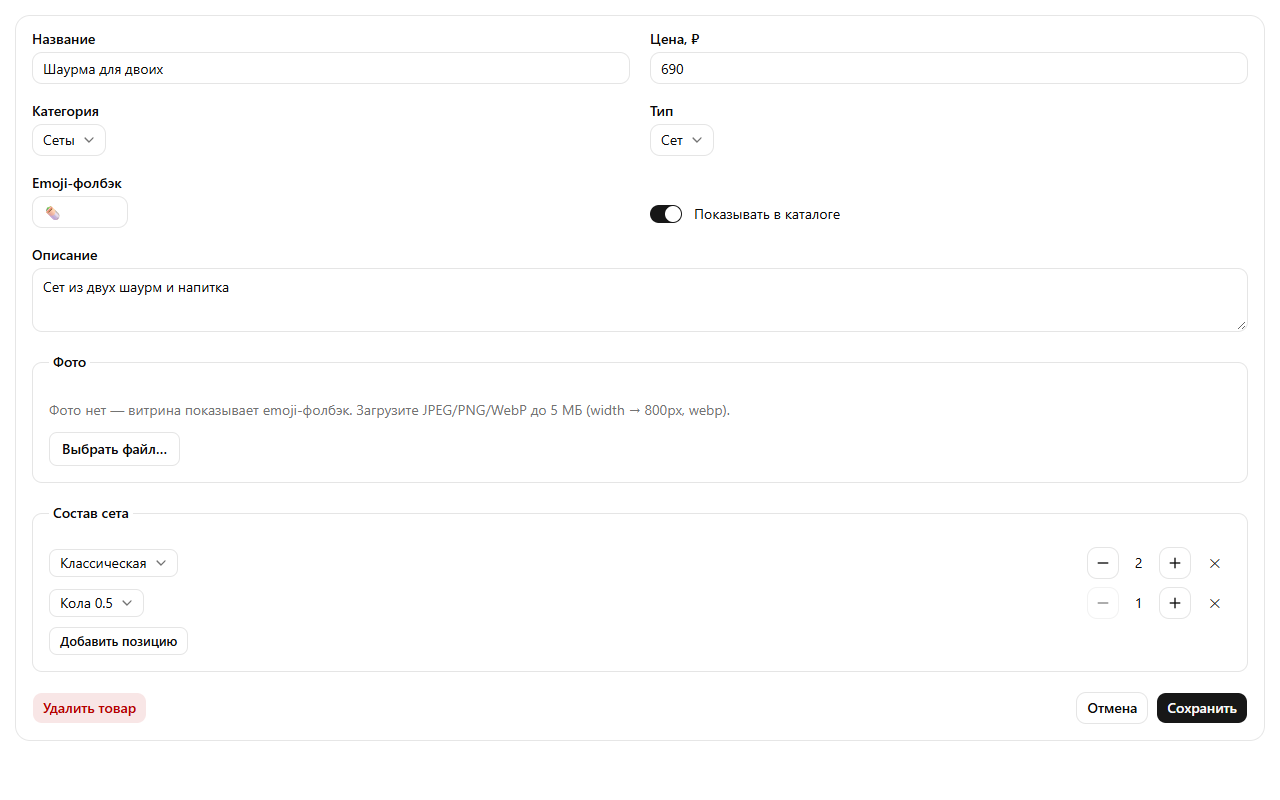 Название
Цена, ₽
Шаурма для двоих
690
Категория
Тип
Сеты
Сет
Emoji-фолбэк
🌯
Показывать в каталоге
Описание
Сет из двух шаурм и напитка
Фото
Фото нет — витрина показывает emoji-фолбэк. Загрузите JPEG/PNG/WebP до 5 МБ (width → 800px, webp).
Выбрать файл...
Состав сета
Классическая
2
Кола 0.5
1
Добавить позицию
Удалить товар
Отмена
Сохранить